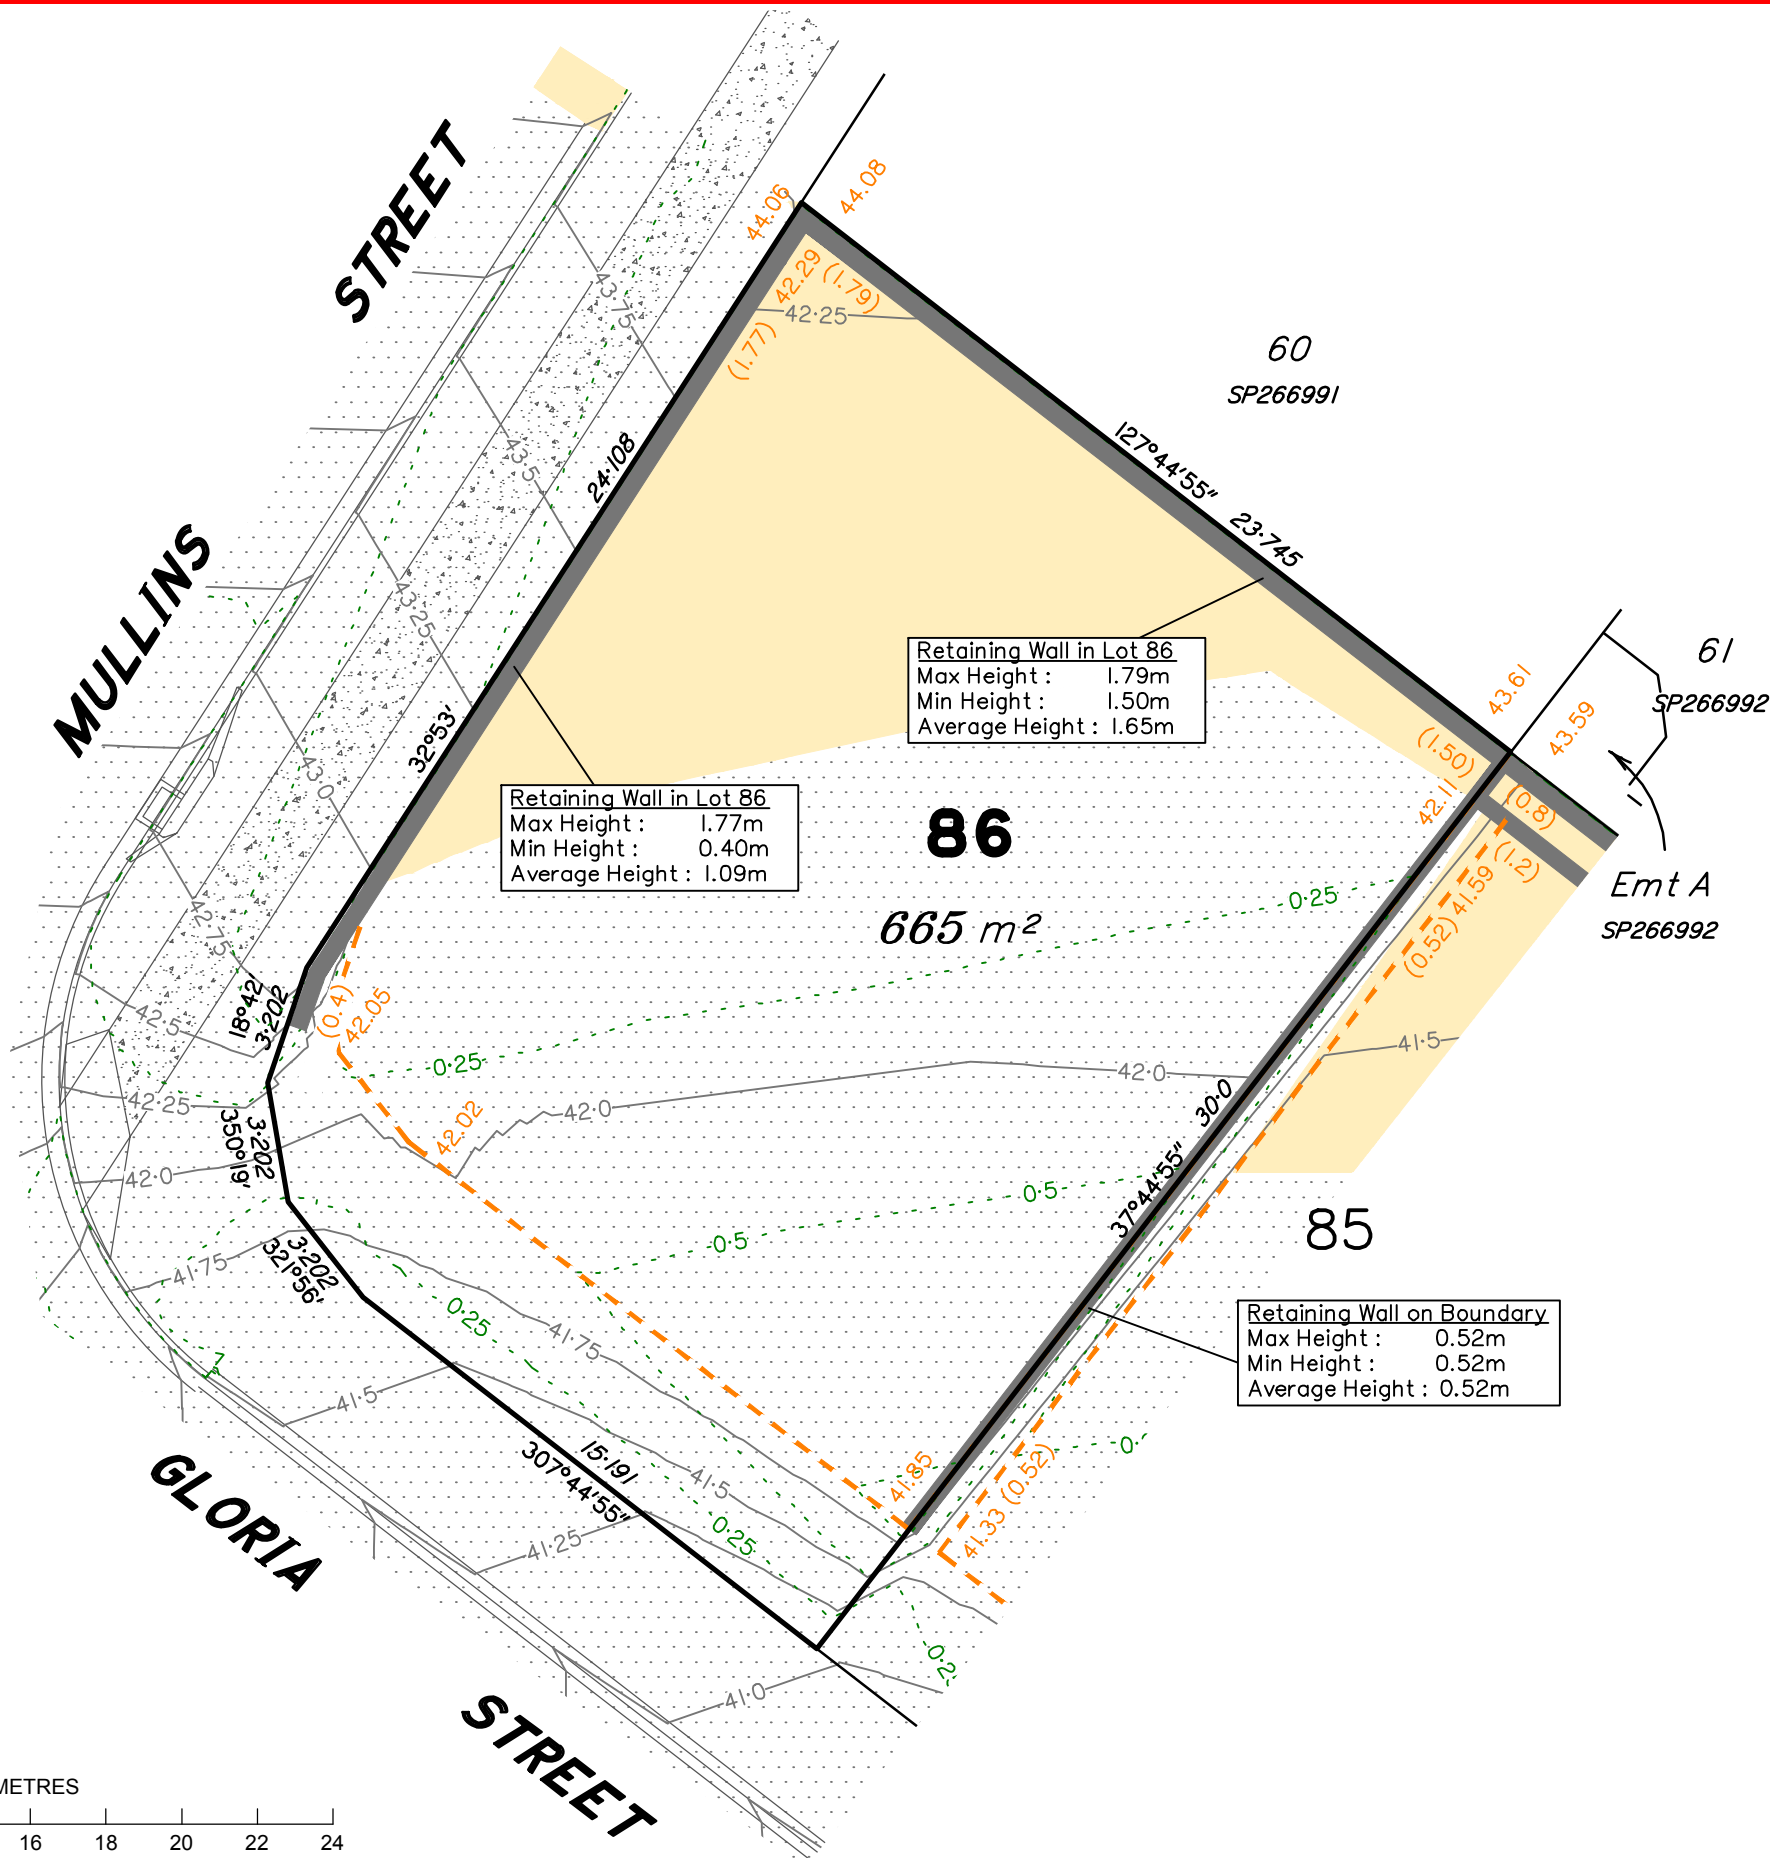 STREET
MULLINS
44.06
44.08
42.29
(1.79)
(1.77)
42·25
43·75
43·5
43·25
43·0
42·75
42·5
42·25
42·0
24·108
32°53'
60
SP266991
127°44'55"
23·745
Retaining Wall in Lot 86
Max Height : 1.79m
Min Height : 1.50m
Average Height : 1.65m
61
SP266992
43.61
43.59
(1.50)
42.11
(0.8)
(1.2)
41.59
(0.52)
Emt A
SP266992
Retaining Wall in Lot 86
Max Height : 1.77m
Min Height : 0.40m
Average Height : 1.09m
86
665 m²
0·25
0·25
18°42'
3·202
(0.4)
42.05
42.02
42·0
42·0
41·5
3·202
350°19'
3·202
321°56'
0·5
0·5
30·0
37°44'55"
85
Retaining Wall on Boundary
Max Height : 0.52m
Min Height : 0.52m
Average Height : 0.52m
41·75
0·25
41·75
41·5
41·5
15·191
307°44'55"
41.85
41.33 (0.52)
0·25
41·25
41·0
GLORIA
STREET
METRES
16 18 20 22 24